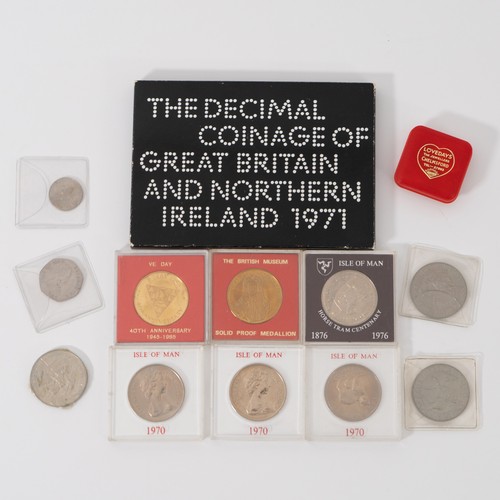 THE DECIMAL
COINAGE OF
GREAT BRITAIN
AND NORTHERN
IRELAND 1971
LOVEDAYS
THE JEWELLERS
CHELMSFORD
VE DAY
40TH ANNIVERSARY
1945-1985
THE BRITISH MUSEUM
SOLID PROOF MEDALLION
ISLE OF MAN
1876 1976
HORSE TRAM CENTENARY
ISLE OF MAN
1970
ISLE OF MAN
1970
ISLE OF MAN
1970